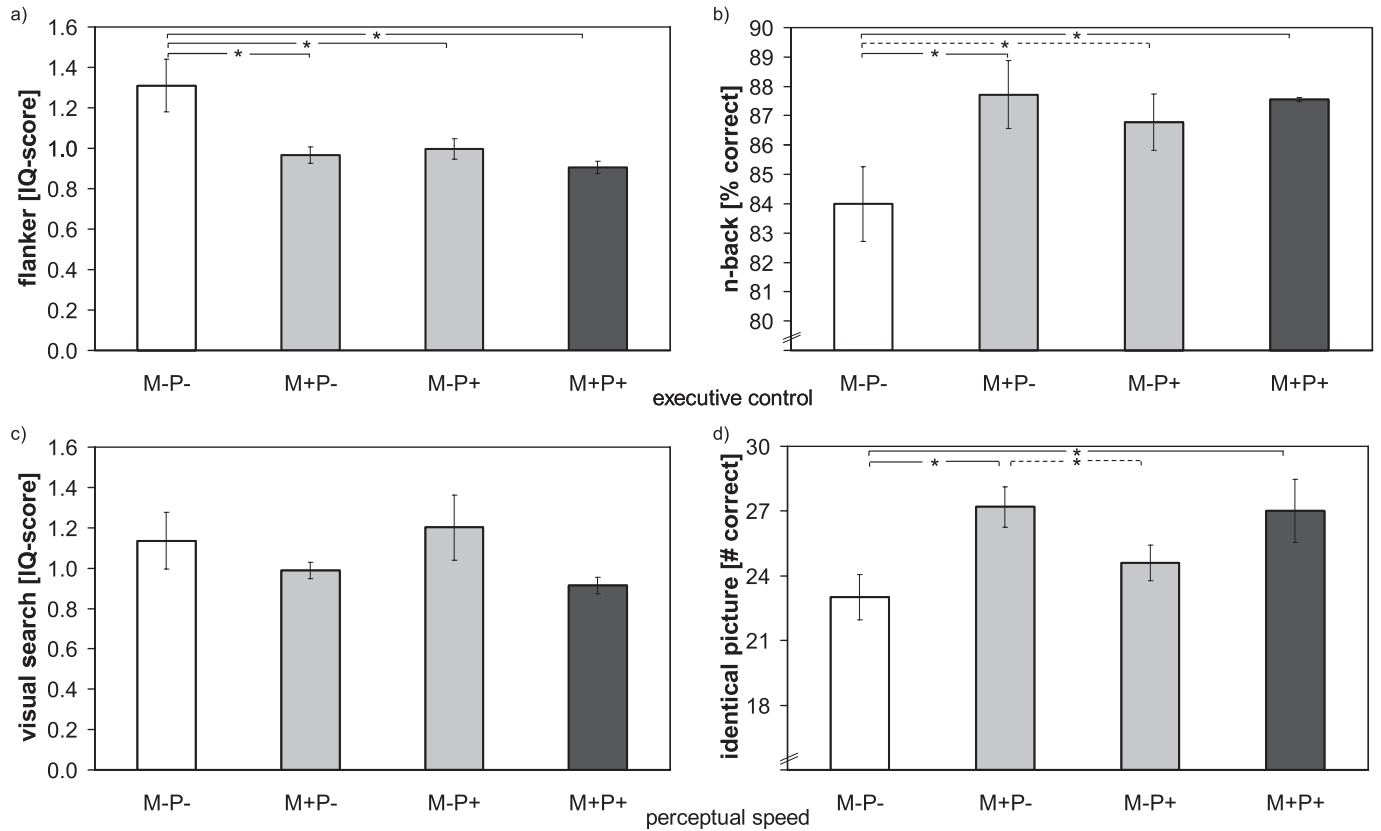 a)
flanker [IQ-score]
1.6
1.4
1.2
1.0
0.8
0.6
0.4
0.2
0.0
*
*
*
M-P-
M+P-
M-P+
M+P+
b)
n-back [% correct]
90
89
88
87
86
85
84
83
82
81
80
*
*
*
M-P-
M+P-
M-P+
M+P+
executive control
c)
visual search [IQ-score]
1.6
1.4
1.2
1.0
0.8
0.6
0.4
0.2
0.0
M-P-
M+P-
M-P+
M+P+
d)
identical picture [# correct]
30
27
24
21
18
*
*
*
M-P-
M+P-
M-P+
M+P+
perceptual speed